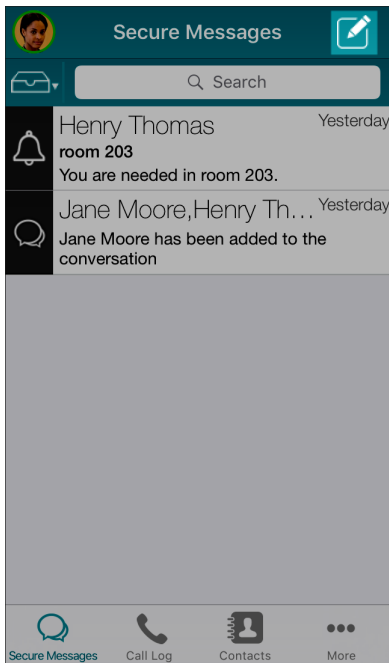 Secure Messages
Search
Henry Thomas
Yesterday
room 203
You are needed in room 203.
Jane Moore,Henry Th...
Yesterday
Jane Moore has been added to the
conversation
Secure Messages
Call Log
Contacts
More